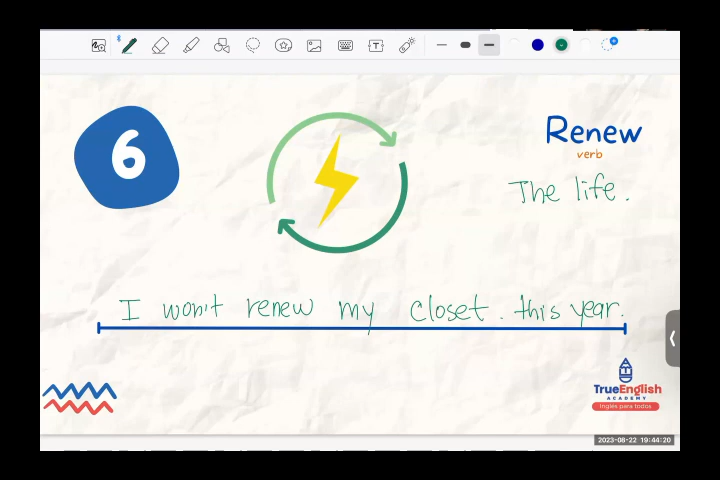 6
Renew
verb
The life.
I won't renew my closet. this year.
TrueEnglish
ACADEMY
Inglés para todos
2023-08-22 19:44:20